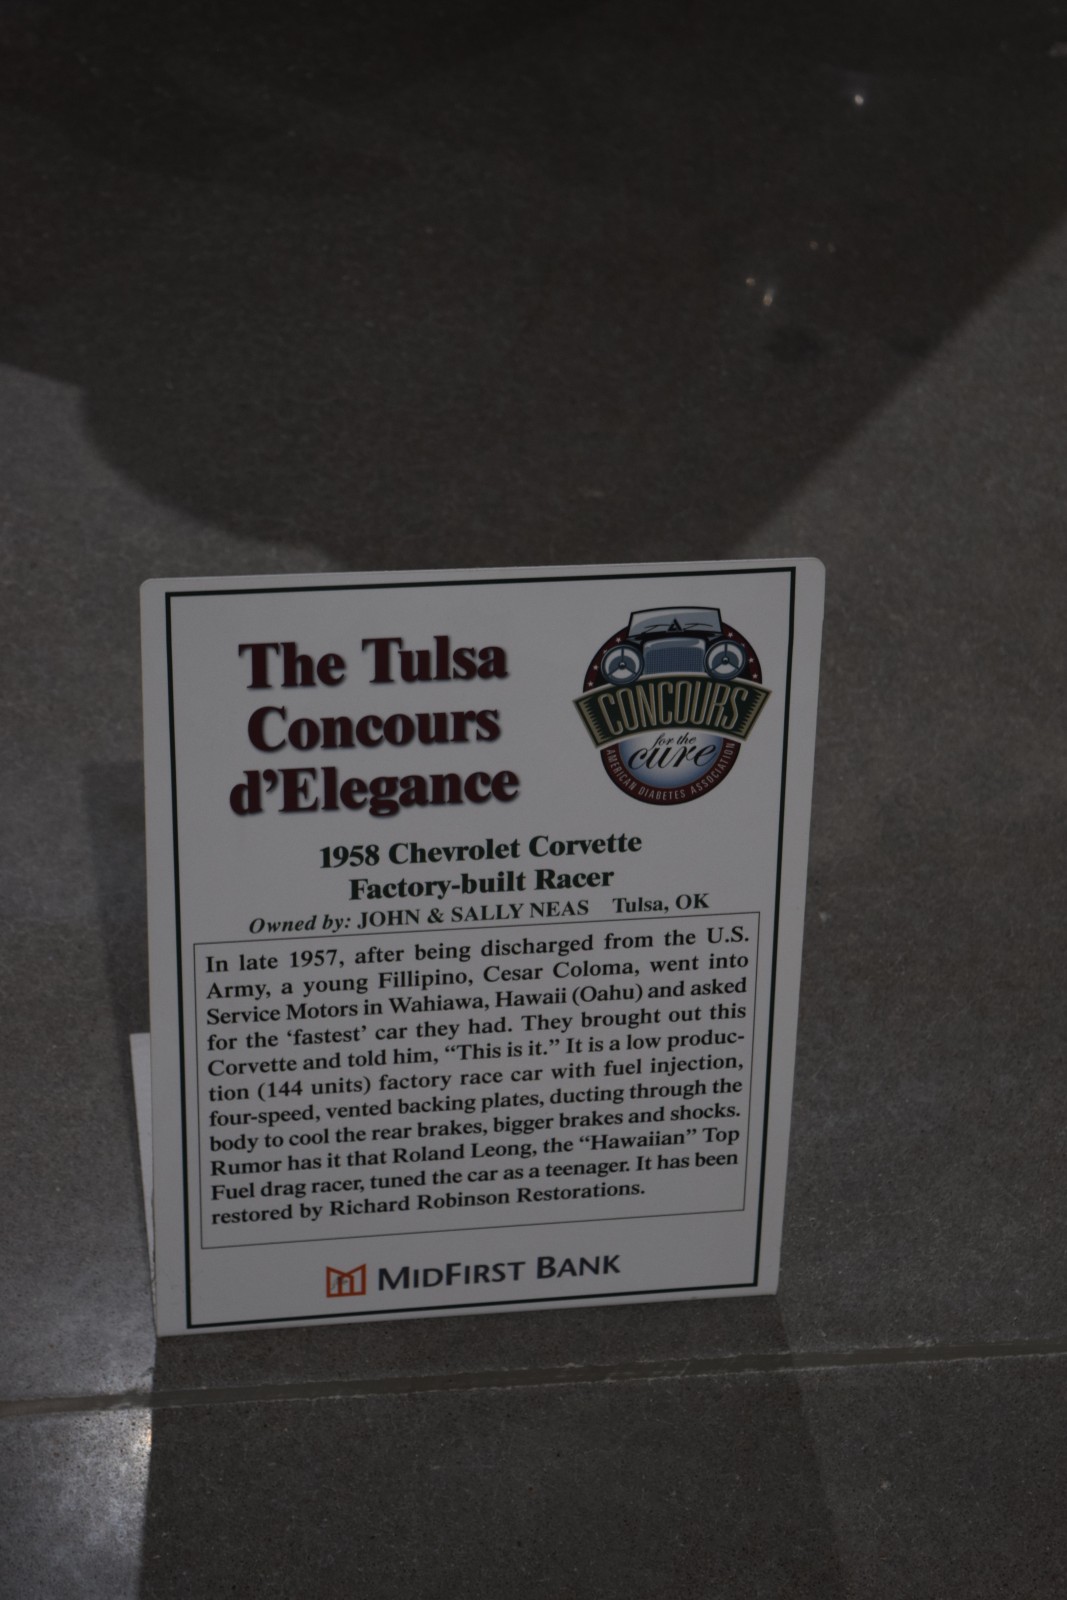 The Tulsa
Concours
d'Elegance
CONCOURS
for the
cure
AMERICAN DIABETES ASSOCIATION
1958 Chevrolet Corvette
Factory-built Racer
Owned by: JOHN & SALLY NEAS Tulsa, OK
In late 1957, after being discharged from the U.S.
Army, a young Fillipino, Cesar Coloma, went into
Service Motors in Wahiawa, Hawaii (Oahu) and asked
for the 'fastest' car they had. They brought out this
Corvette and told him, "This is it." It is a low produc-
tion (144 units) factory race car with fuel injection,
four-speed, vented backing plates, ducting through the
body to cool the rear brakes, bigger brakes and shocks.
Rumor has it that Roland Leong, the "Hawaiian" Top
Fuel drag racer, tuned the car as a teenager. It has been
restored by Richard Robinson Restorations.
MIDFIRST BANK